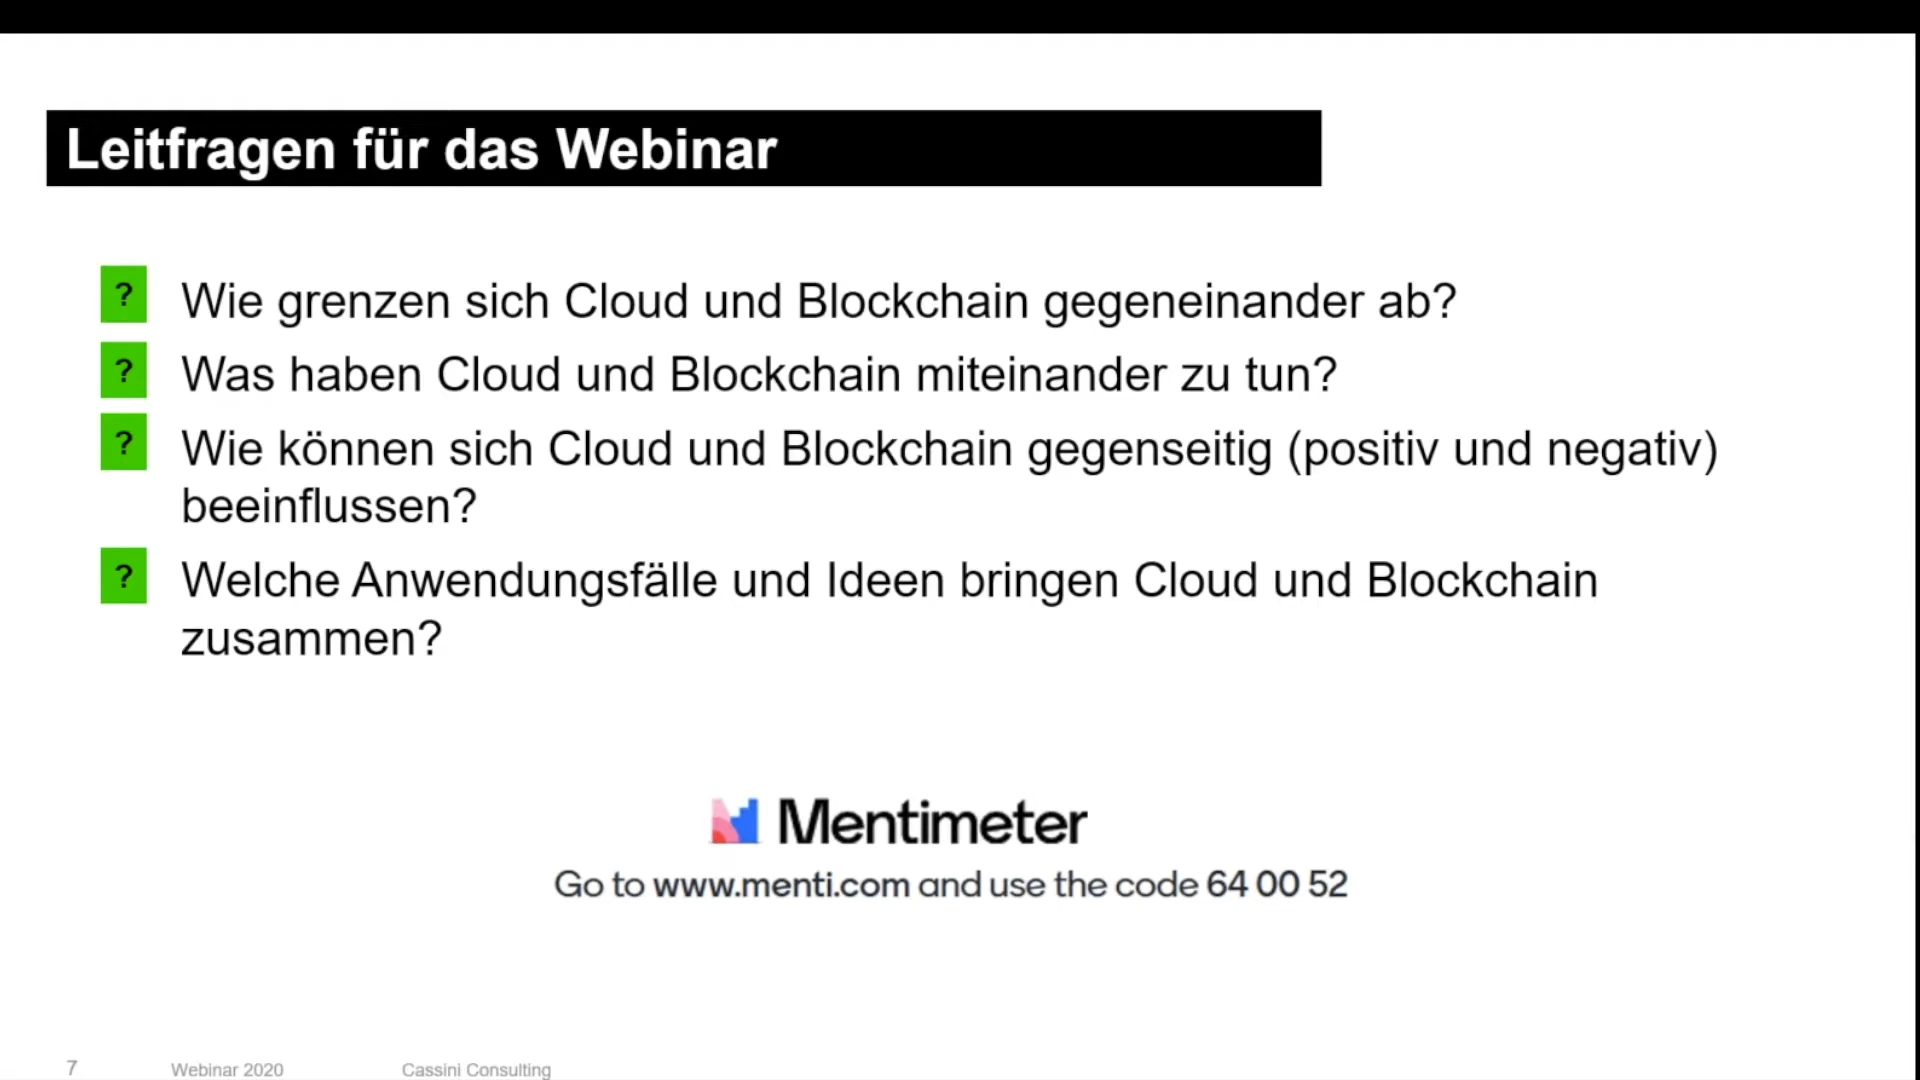 Leitfragen für das Webinar
? Wie grenzen sich Cloud und Blockchain gegeneinander ab?
? Was haben Cloud und Blockchain miteinander zu tun?
? Wie können sich Cloud und Blockchain gegenseitig (positiv und negativ)
beeinflussen?
? Welche Anwendungsfälle und Ideen bringen Cloud und Blockchain
zusammen?
Mentimeter
Go to www.menti.com and use the code 64 00 52
7 Webinar 2020 Cassini Consulting